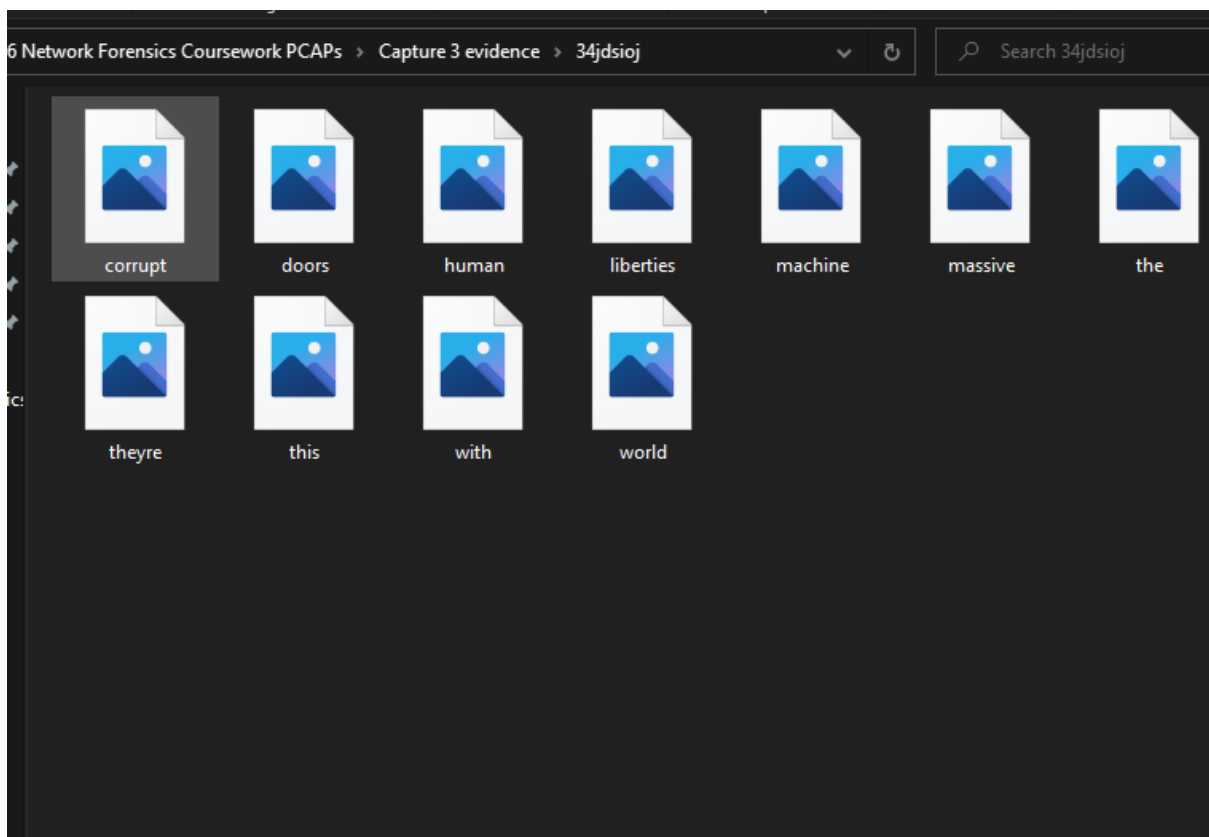 6 Network Forensics Coursework PCAPs > Capture 3 evidence > 34jdsioj
Search 34jdsioj
corrupt doors human liberties machine massive the
ics
theyre this with world